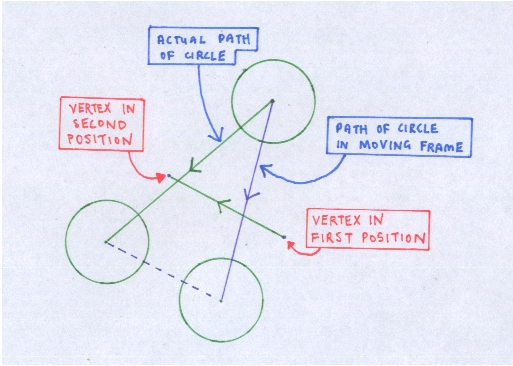 ACTUAL PATH
OF CIRCLE
VERTEX IN
SECOND
POSITION
PATH OF CIRCLE
IN MOVING FRAME
VERTEX IN
FIRST POSITION